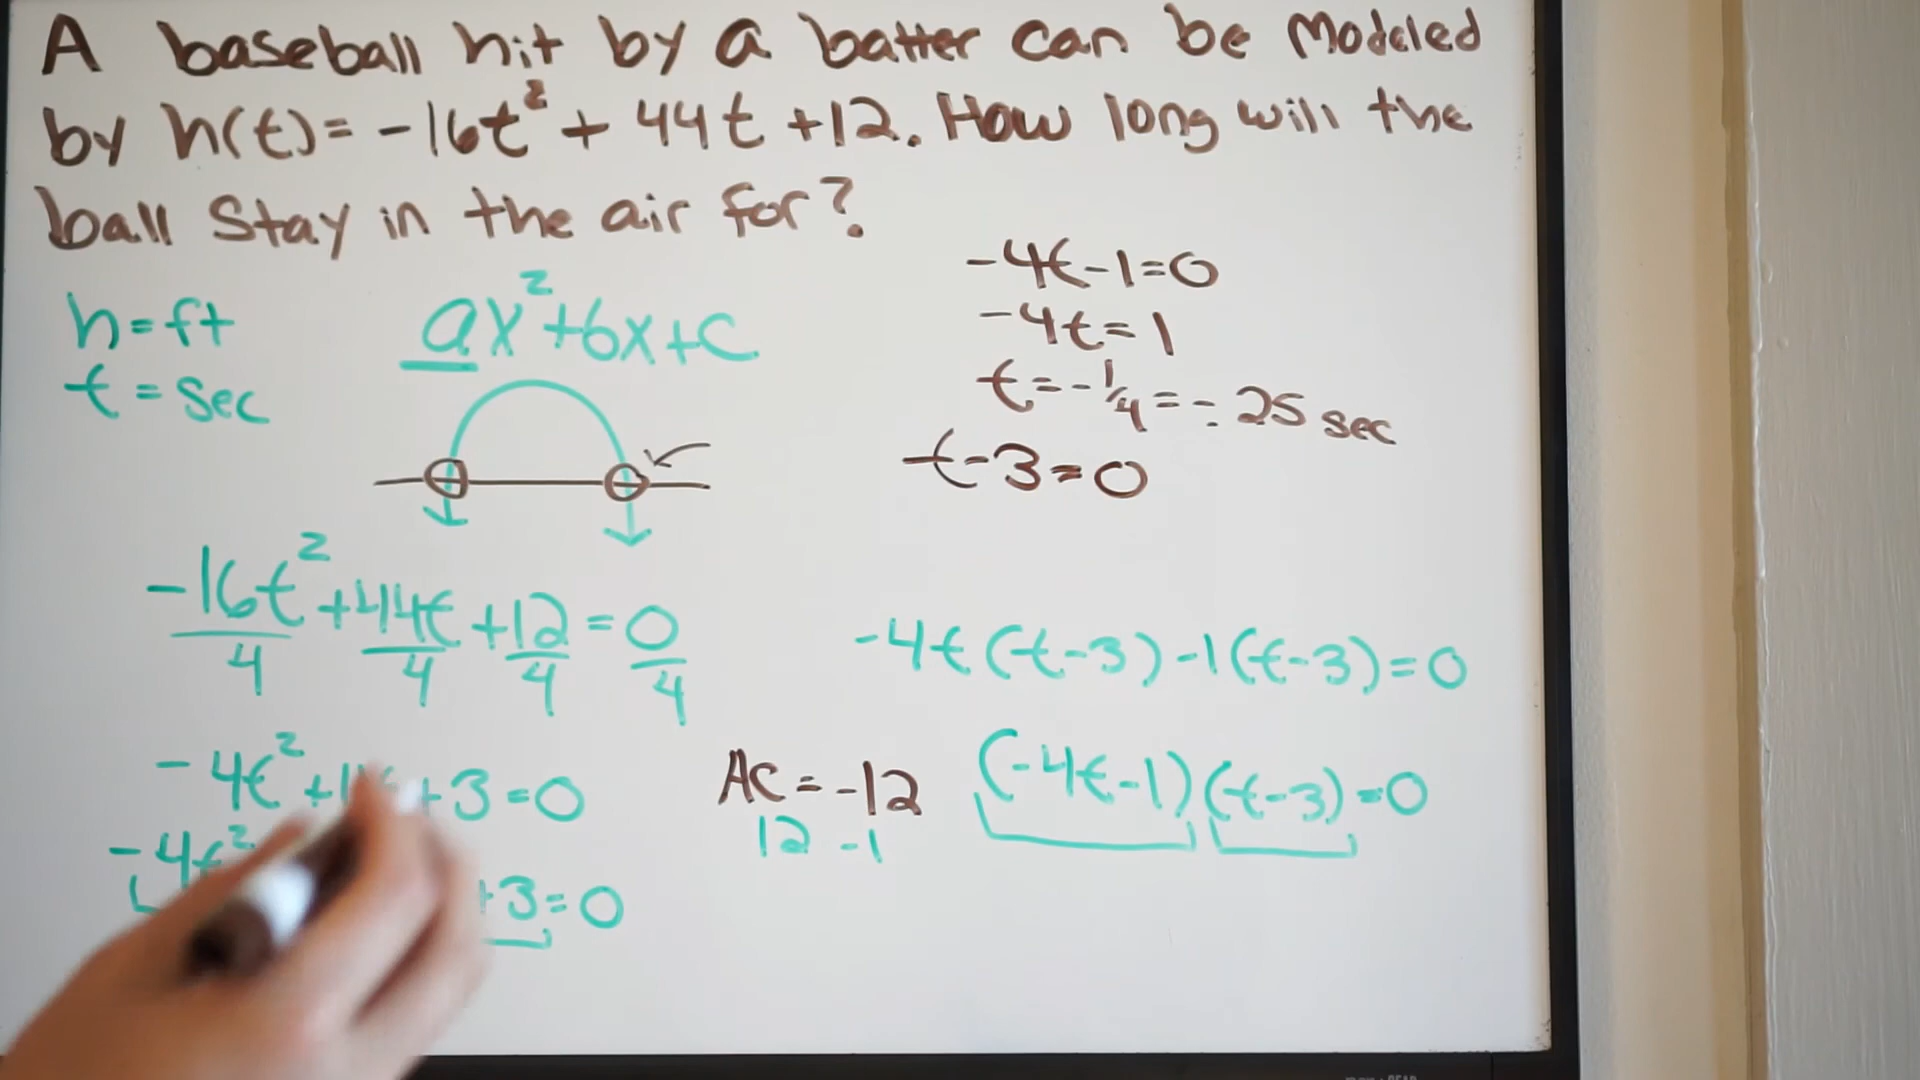 A baseball hit by a batter can be modeled
by h(t) = -16t² + 44t + 12. How long will the
ball stay in the air for?
h = ft
t = sec
ax² + bx + c
-4t - 1 = 0
-4t = 1
t = -1/4 = -.25 sec
t - 3 = 0
-16t²/4 + 44t/4 + 12/4 = 0/4
-4t² + 3 = 0
-4t² + 3 = 0
AC = -12
12 -1
-4t(t-3) -1(t-3) = 0
(-4t-1)(t-3) = 0